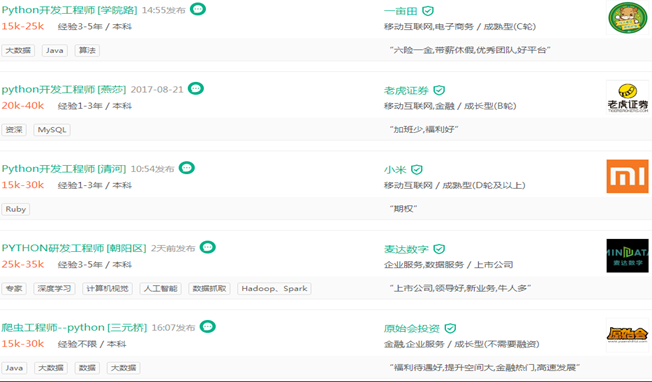 Python开发工程师 [学院路] 14:55发布 一亩田
15k-25k 经验3-5年 / 本科 移动互联网,电子商务 / 成熟型(C轮)
大数据 Java 算法 “六险一金,带薪休假,优秀团队,好平台”
python开发工程师 [燕莎] 2017-08-21 老虎证券
20k-40k 经验1-3年 / 本科 移动互联网,金融 / 成长型(B轮) 老虎证券
资深 MySQL “加班少,福利好”
Python开发工程师 [清河] 10:54发布 小米
15k-30k 经验1-3年 / 本科 移动互联网 / 成熟型(D轮及以上)
Ruby “期权”
PYTHON研发工程师 [朝阳区] 2天前发布 麦达数字 MINDATA
25k-35k 经验3-5年 / 本科 企业服务,数据服务 / 上市公司 麦达数字
专家 深度学习 计算机视觉 人工智能 数据抓取 Hadoop、Spark “上市公司,领导好,新业务,牛人多”
爬虫工程师--python [三元桥] 16:07发布 原始会投资 原始会
15k-30k 经验不限 / 本科 金融,企业服务 / 成长型(不需要融资)
Java 大数据 数据 大数据 “福利待遇好,提升空间大,金融热门,高速发展”